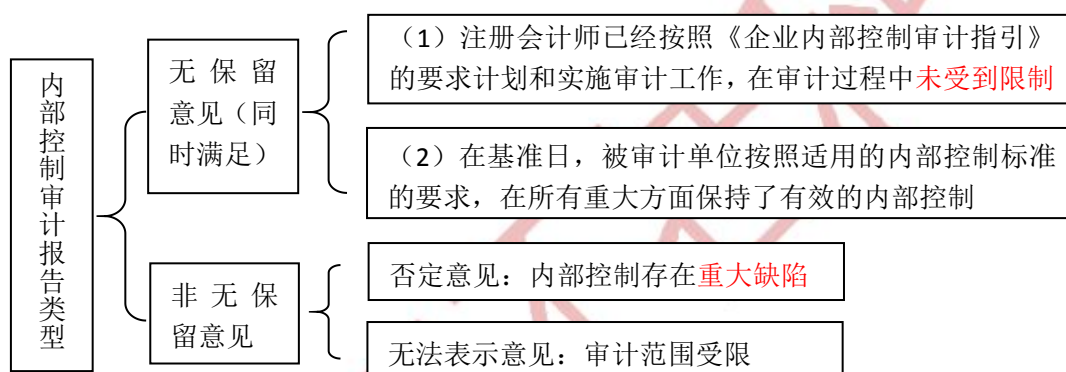 内部控制审计报告类型
无保留
意见（同
时满足）
（1）注册会计师已经按照《企业内部控制审计指引》
的要求计划和实施审计工作，在审计过程中未受到限制
（2）在基准日，被审计单位按照适用的内部控制标准
的要求，在所有重大方面保持了有效的内部控制
非无保
留意见
否定意见：内部控制存在重大缺陷
无法表示意见：审计范围受限